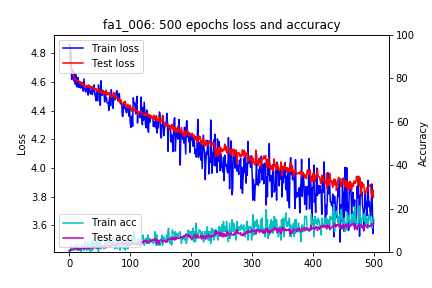 fa1_006: 500 epochs loss and accuracy
Train loss
Test loss
Train acc
Test acc
Loss
4.8
4.6
4.4
4.2
4.0
3.8
3.6
100
80
60
40
20
0
Accuracy
0
100
200
300
400
500